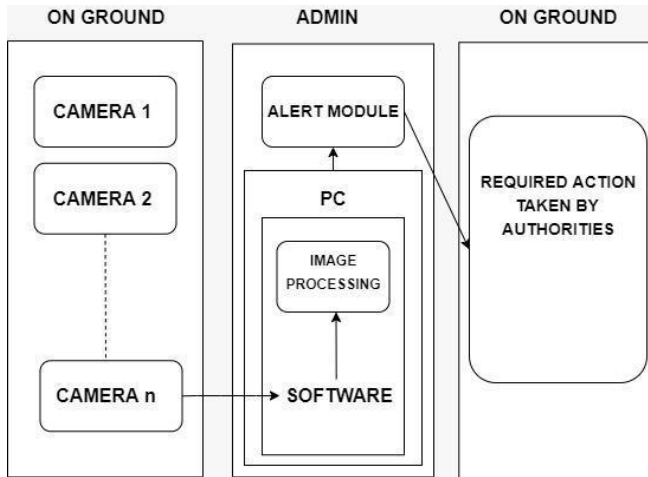 ON GROUND
CAMERA 1
CAMERA 2
CAMERA n
ADMIN
ALERT MODULE
PC
IMAGE
PROCESSING
SOFTWARE
ON GROUND
REQUIRED ACTION
TAKEN BY
AUTHORITIES